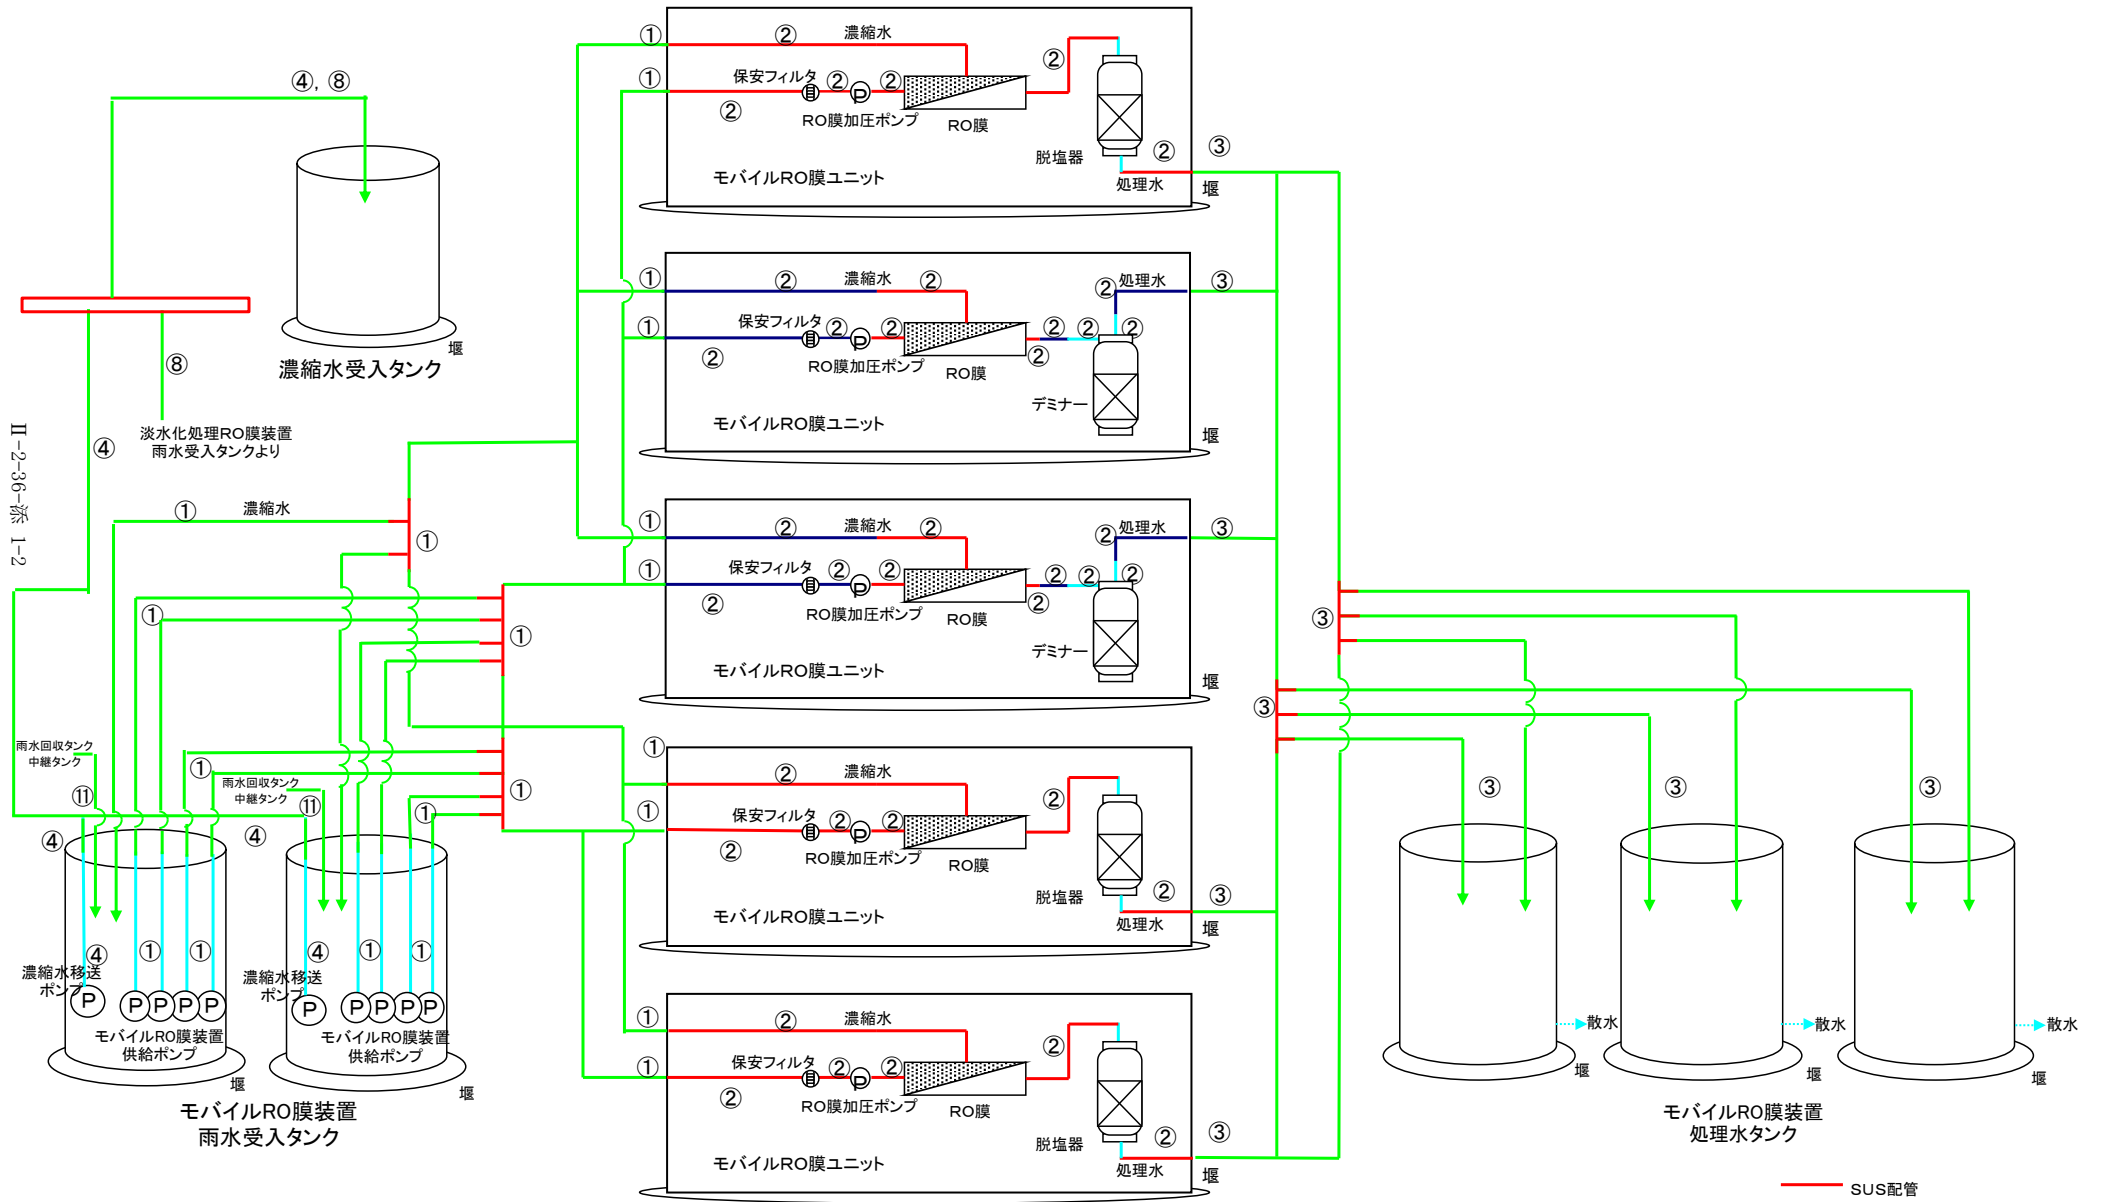 ④, ⑧
堰
濃縮水受入タンク
⑧
④
淡水化処理RO膜装置
雨水受入タンクより
Ⅱ-2-36-添 1-2
①
濃縮水
①
①
①
①
①
①
雨水回収タンク
中継タンク
⑪
雨水回収タンク
中継タンク
⑪
④
④
④
①
①
④
①
①
濃縮水移送
ポンプ
P
P
P
P
P
モバイルRO膜装置
供給ポンプ
堰
濃縮水移送
ポンプ
P
P
P
P
P
モバイルRO膜装置
供給ポンプ
堰
モバイルRO膜装置
雨水受入タンク
①
②
濃縮水
②
①
保安フィルタ
②
②
②
P
RO膜加圧ポンプ
RO膜
脱塩器
②
処理水
③
堰
モバイルRO膜ユニット
①
②
濃縮水
②
②
処理水
③
①
保安フィルタ
②
②
②
②
②
②
②
P
RO膜加圧ポンプ
RO膜
デミナー
モバイルRO膜ユニット
堰
①
②
濃縮水
②
②
処理水
③
①
保安フィルタ
②
②
②
②
②
②
②
P
RO膜加圧ポンプ
RO膜
デミナー
モバイルRO膜ユニット
堰
①
②
濃縮水
②
①
保安フィルタ
②
②
②
P
RO膜加圧ポンプ
RO膜
脱塩器
②
処理水
③
堰
モバイルRO膜ユニット
①
②
濃縮水
②
①
保安フィルタ
②
②
②
P
RO膜加圧ポンプ
RO膜
脱塩器
②
処理水
③
堰
モバイルRO膜ユニット
③
③
③
③
③
散水
散水
散水
堰
堰
堰
モバイルRO膜装置
処理水タンク
SUS配管